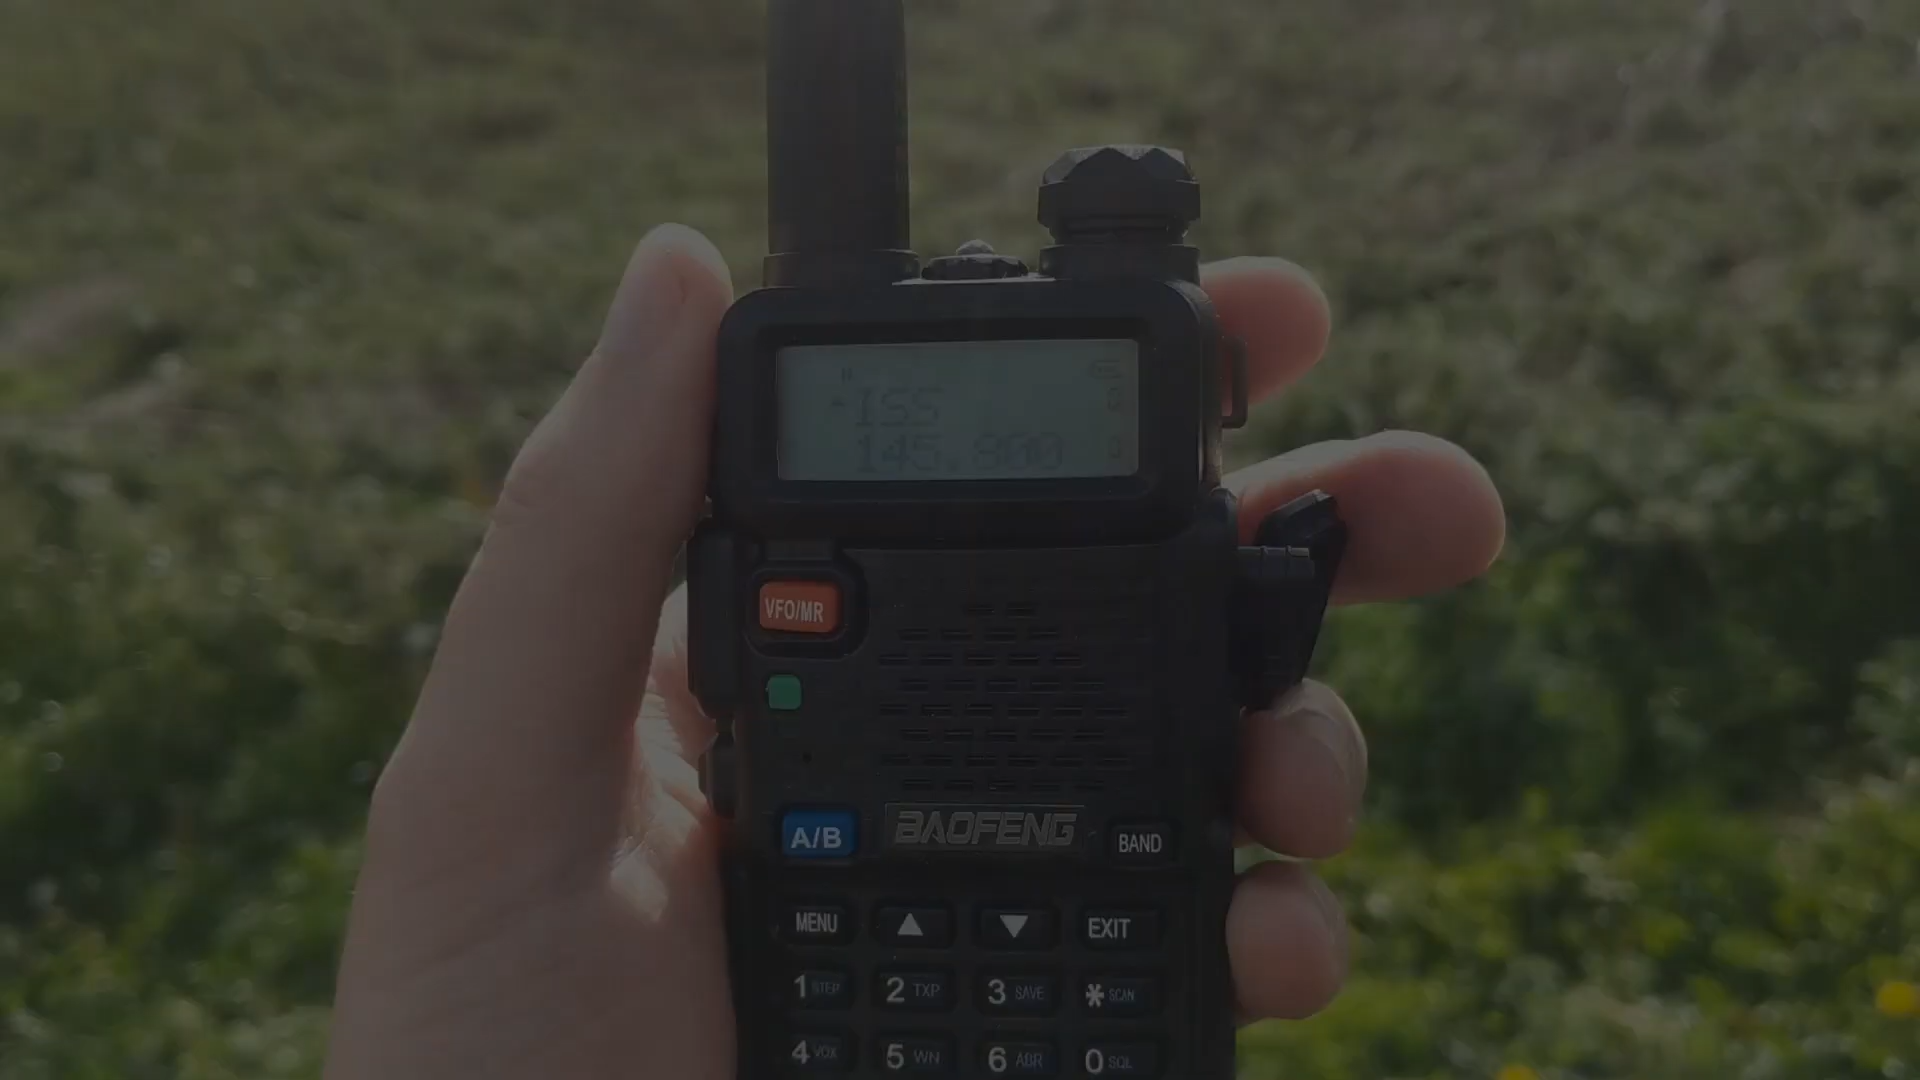 ISS
145.800
VFO/MR
A/B
BAOFENG
BAND
MENU ▲ ▼ EXIT
1 STEP 2 TXP 3 SAVE * SCAN
4 VOX 5 WN 6 ABR 0 SQL